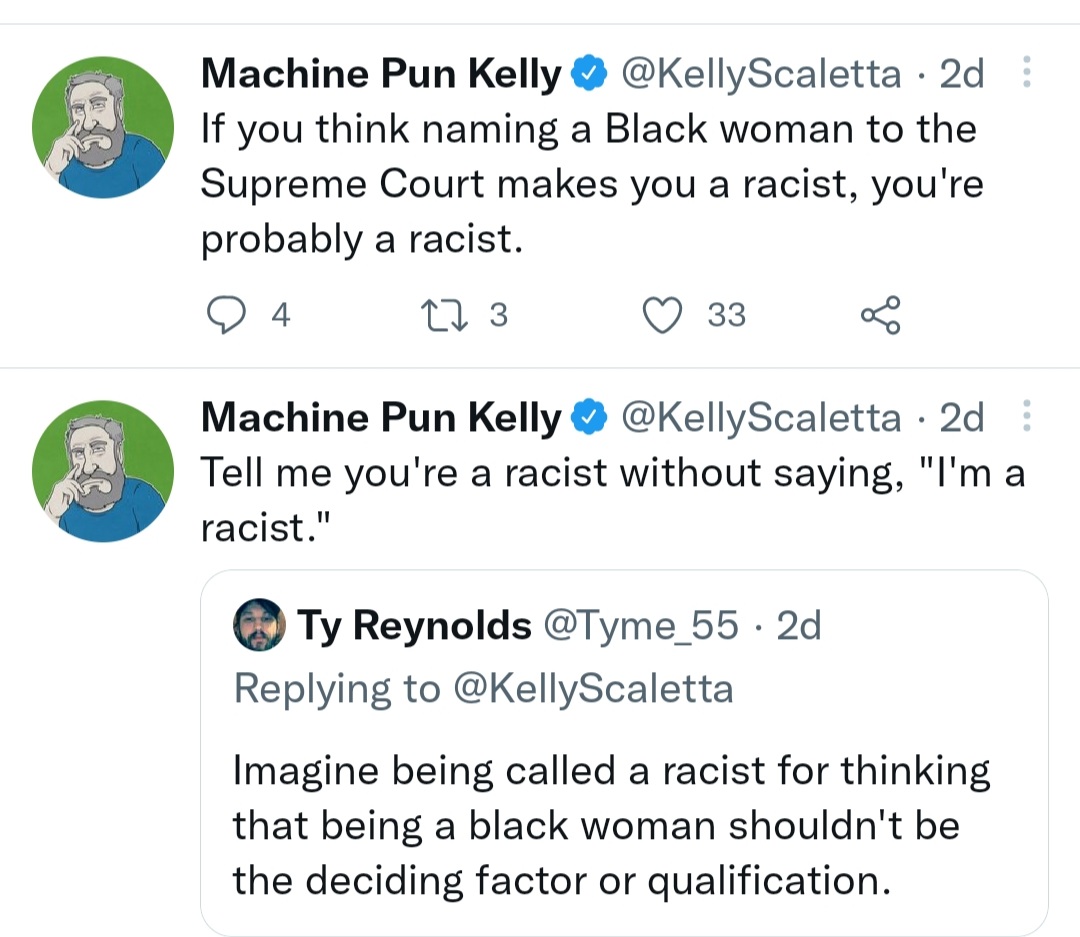 Machine Pun Kelly @KellyScaletta · 2d
If you think naming a Black woman to the
Supreme Court makes you a racist, you're
probably a racist.
4 3 33
Machine Pun Kelly @KellyScaletta · 2d
Tell me you're a racist without saying, "I'm a
racist."
Ty Reynolds @Tyme_55 · 2d
Replying to @KellyScaletta
Imagine being called a racist for thinking
that being a black woman shouldn't be
the deciding factor or qualification.